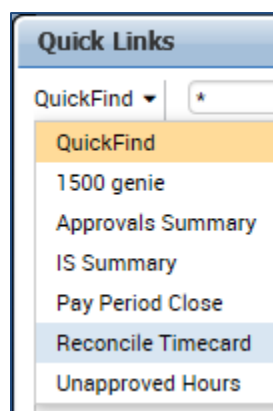 Quick Links
QuickFind *
QuickFind
1500 genie
Approvals Summary
IS Summary
Pay Period Close
Reconcile Timecard
Unapproved Hours